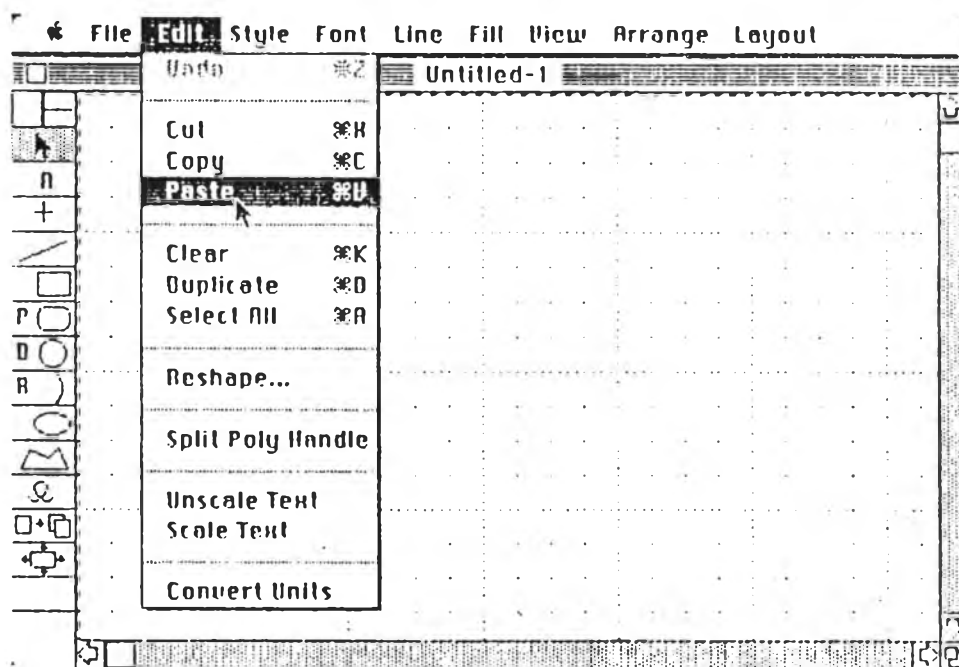 File Edit Style Font Line Fill View Arrange Layout
Untitled-1
Undo ⌘Z
Cut ⌘X
Copy ⌘C
Paste ⌘V
Clear ⌘K
Duplicate ⌘D
Select All ⌘A
Reshape...
Split Poly Handle
Unscale Text
Scale Text
Convert Units
P
D
R